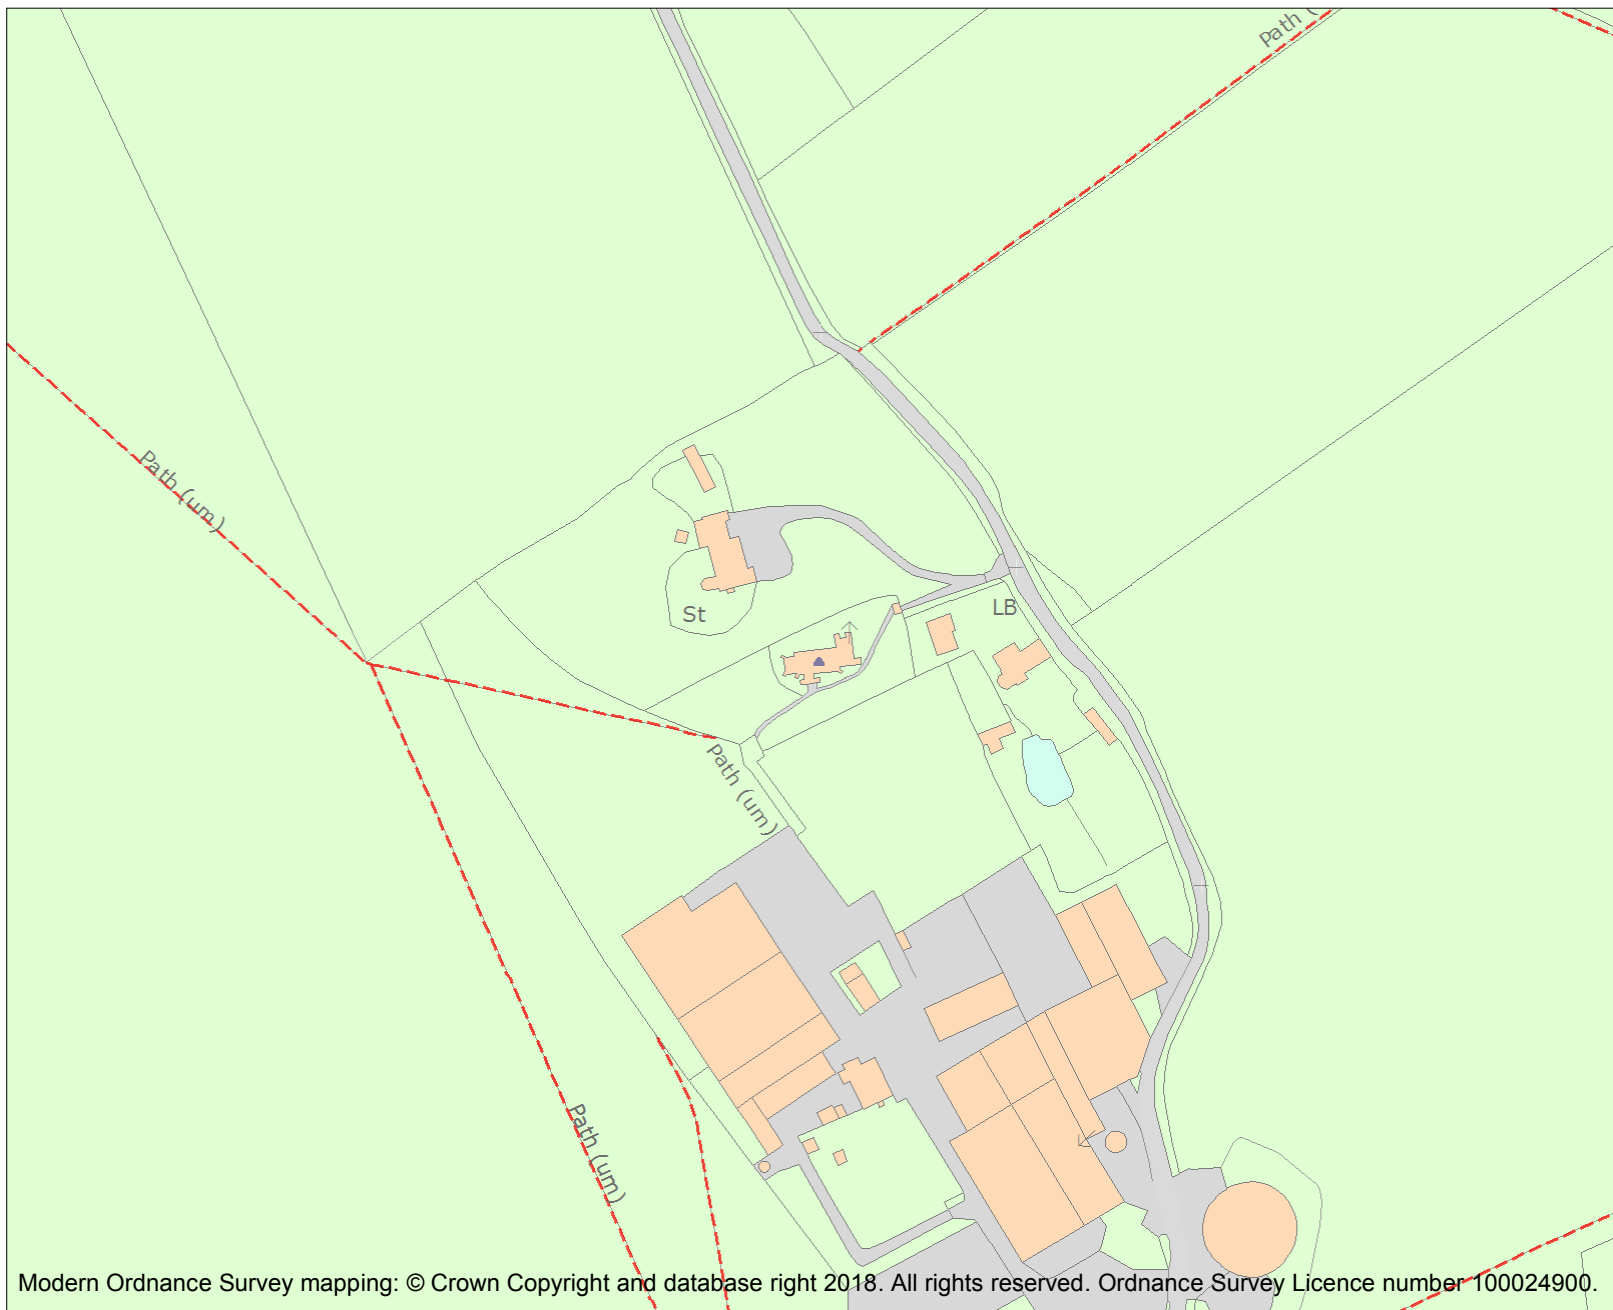 Path (
Path (um)
St
LB
Path (um)
Path (um)
Modern Ordnance Survey mapping: © Crown Copyright and database right 2018. All rights reserved. Ordnance Survey Licence number 100024900.